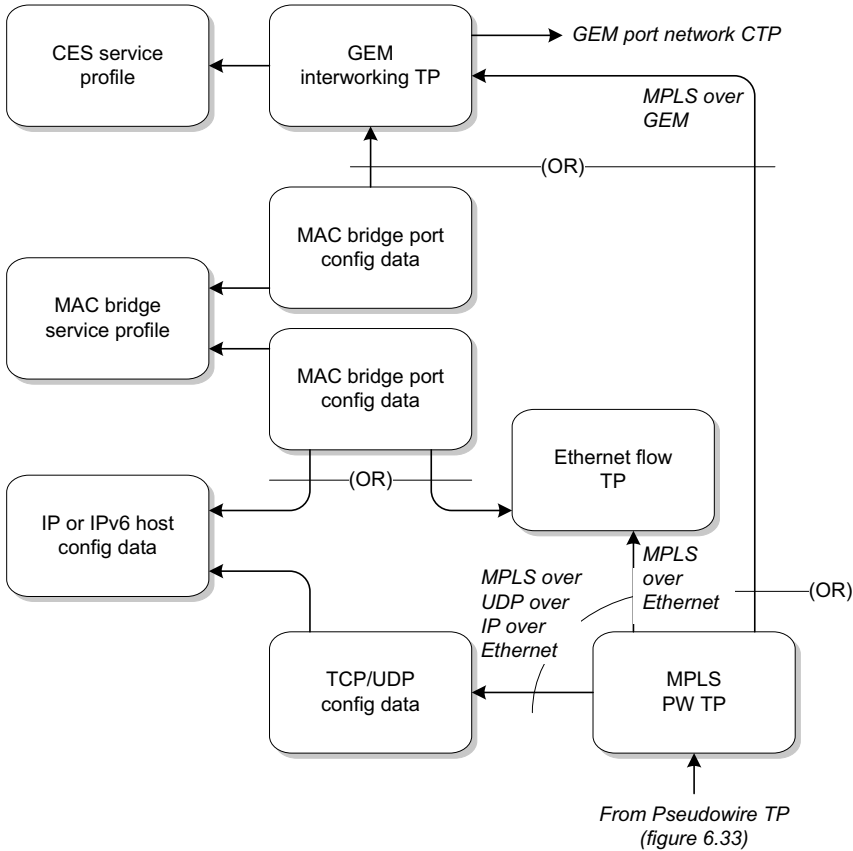 CES service
profile
GEM
interworking TP
GEM port network CTP
MPLS over
GEM
(OR)
MAC bridge port
config data
MAC bridge
service profile
MAC bridge port
config data
Ethernet flow
TP
(OR)
IP or IPv6 host
config data
MPLS over
UDP over
IP over
Ethernet
MPLS
over
Ethernet
(OR)
TCP/UDP
config data
MPLS
PW TP
From Pseudowire TP
(figure 6.33)